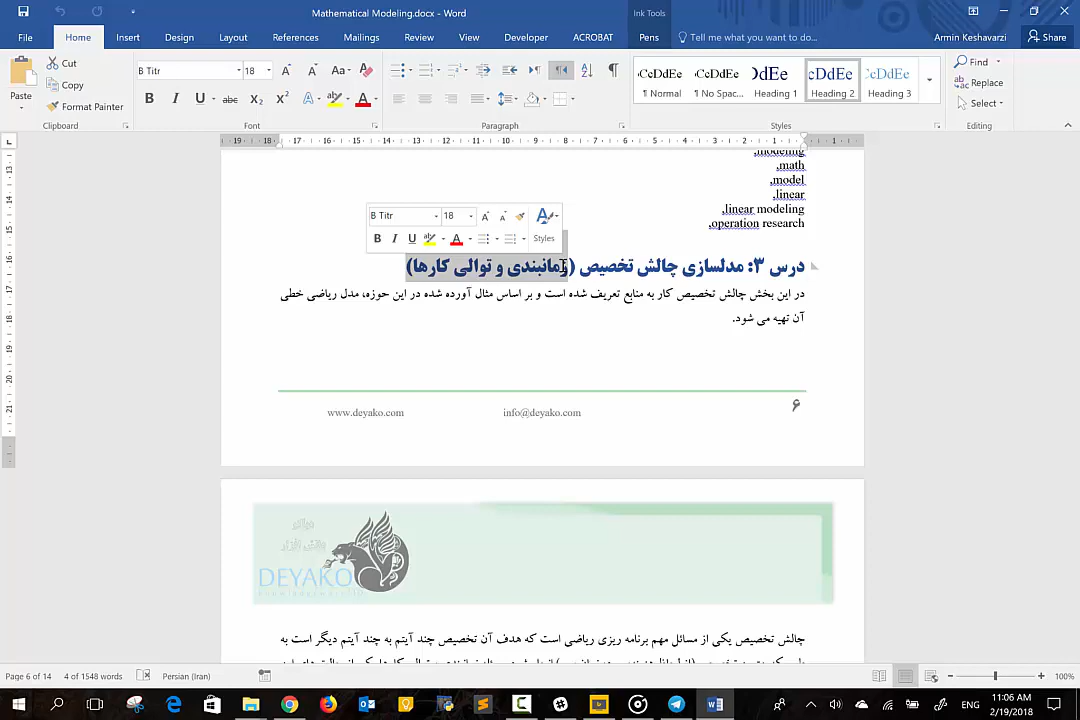 Mathematical Modeling.docx - Word
Ink Tools
File
Home
Insert
Design
Layout
References
Mailings
Review
View
Developer
ACROBAT
Pens
Tell me what you want to do...
Armin Keshavarzi
Share
Paste
Cut
Copy
Format Painter
Clipboard
B Titr
18
Font
Paragraph
CcDdEe
CcDdEe
DdEe
cDdEe
CcDdEe
¶ Normal
¶ No Spac...
Heading 1
Heading 2
Heading 3
Styles
Find
Replace
Select
Editing
,modeling
,math
,model
,linear
,linear modeling
,operation research
B Titr
18
Styles
درس ۳: مدلسازی چالش تخصیص (زمانبندی و توالی کارها)
در این بخش چالش تخصیص کار به منابع تعریف شده است و بر اساس مثال آورده شده در این حوزه، مدل ریاضی خطی
آن تهیه می شود.
www.deyako.com
info@deyako.com
۶
DEYAKO
چالش تخصیص یکی از مسائل مهم برنامه ریزی ریاضی است که هدف آن تخصیص چند آیتم به چند آیتم دیگر است به
Page 6 of 14
4 of 1548 words
Persian (Iran)
100%
ENG
11:06 AM
2/19/2018